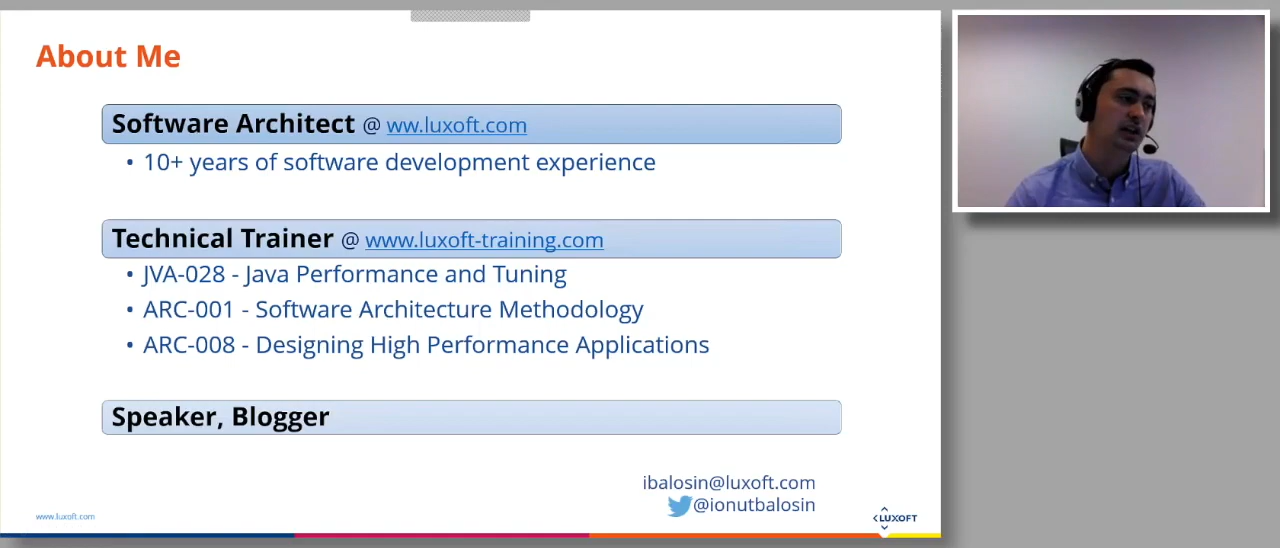 About Me
Software Architect @ ww.luxoft.com
• 10+ years of software development experience
Technical Trainer @ www.luxoft-training.com
• JVA-028 - Java Performance and Tuning
• ARC-001 - Software Architecture Methodology
• ARC-008 - Designing High Performance Applications
Speaker, Blogger
ibalosin@luxoft.com
@ionutbalosin
www.luxoft.com
LUXOFT